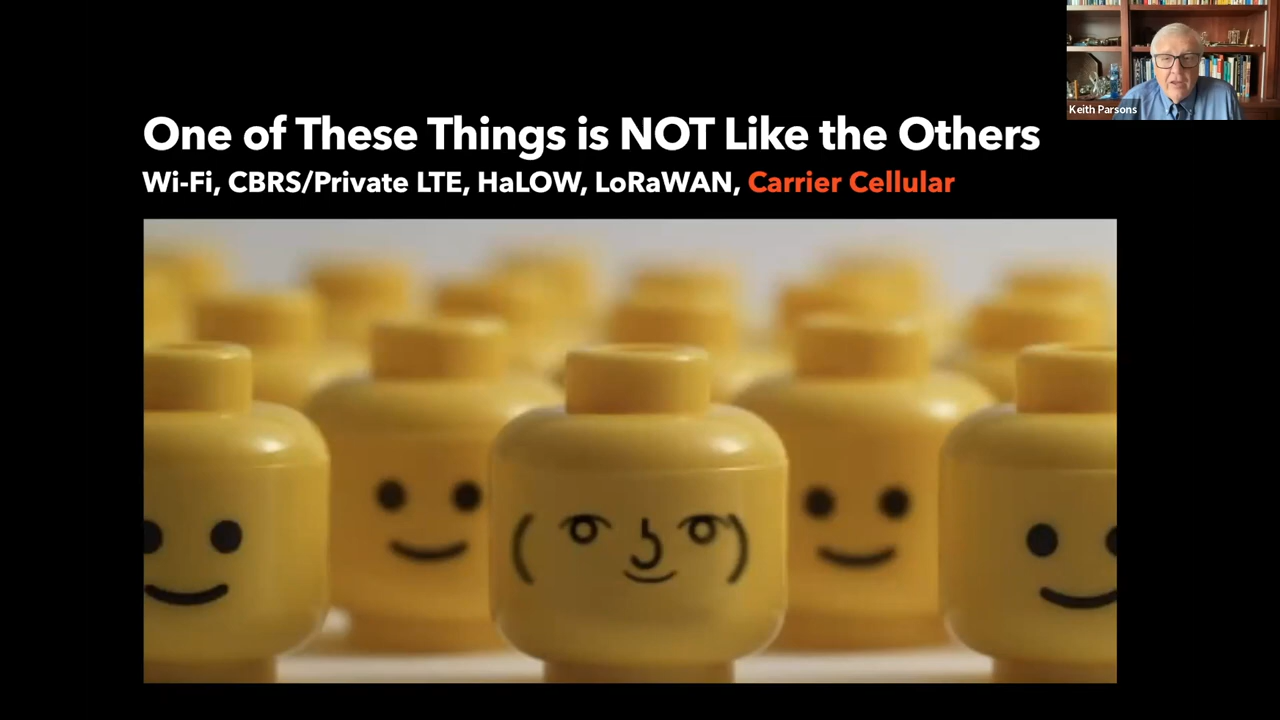 One of These Things is NOT Like the Others
Wi-Fi, CBRS/Private LTE, HaLOW, LoRaWAN, Carrier Cellular
Keith Parsons